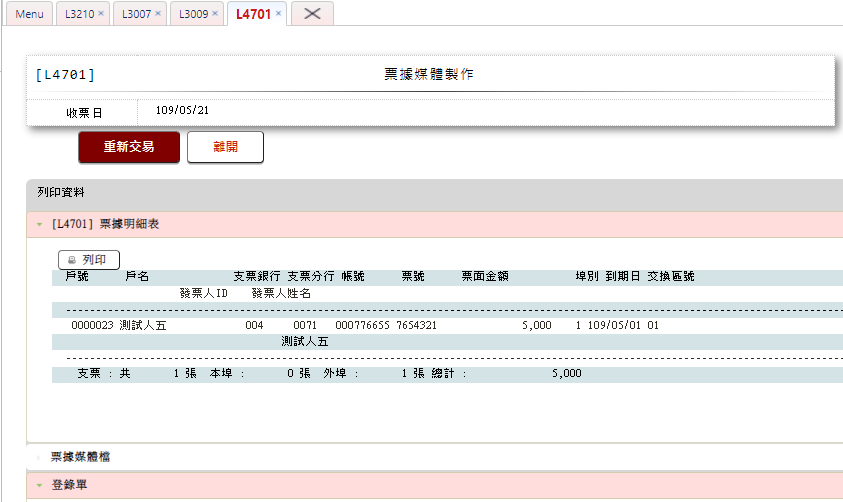 Menu L3210 × L3007 × L3009 × L4701 ×
[L4701] 票據媒體製作
收票日 109/05/21
重新交易 離開
列印資料
[L4701] 票據明細表
列印
戶號 戶名 支票銀行 支票分行 帳號 票號 票面金額 埠別 到期日 交換區號
發票人ID 發票人姓名
0000023 測試人五 004 0071 000776655 7654321 5,000 1 109/05/01 01
測試人五
支票 : 共 1 張 本埠 : 0 張 外埠 : 1 張 總計 : 5,000
票據媒體檔
登錄單